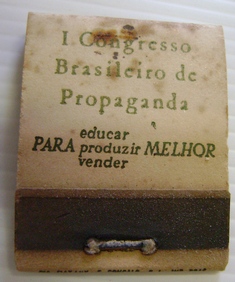 I Congresso
Brasileiro de
Propaganda
educar
PARA produzir MELHOR
vender